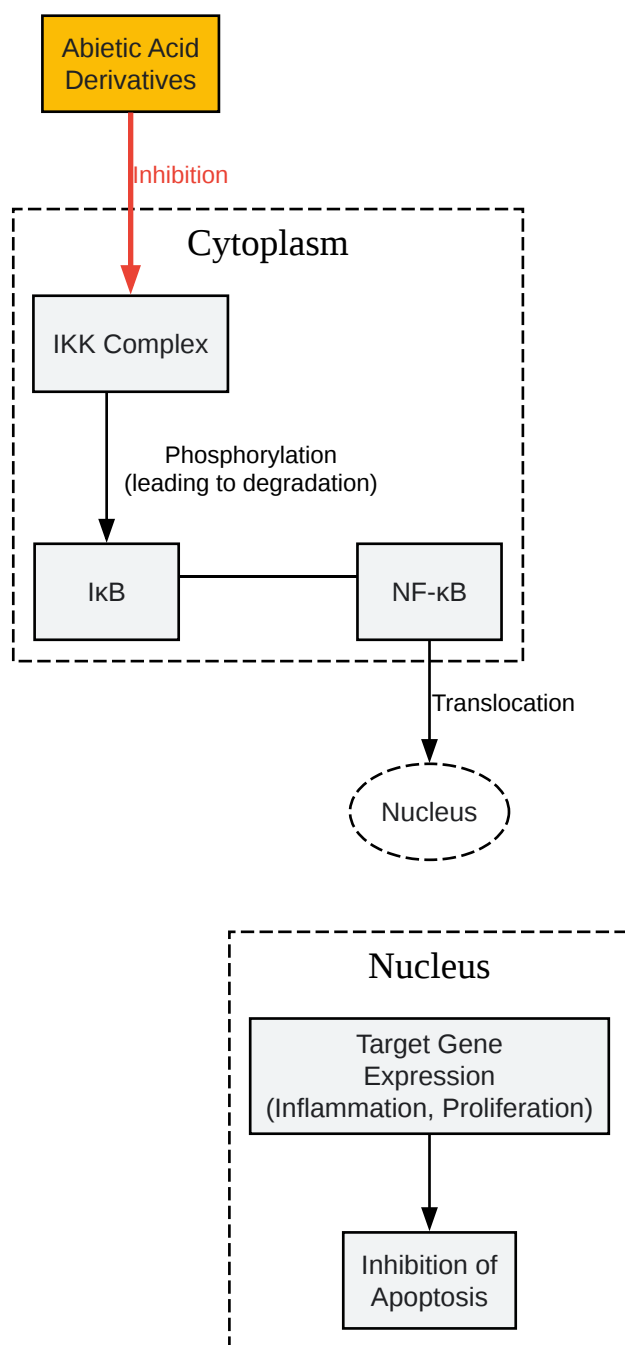 Abietic Acid
Derivatives
Inhibition
Cytoplasm
IKK Complex
Phosphorylation
(leading to degradation)
IκB
NF-κB
Translocation
Nucleus
Nucleus
Target Gene
Expression
(Inflammation, Proliferation)
Inhibition of
Apoptosis